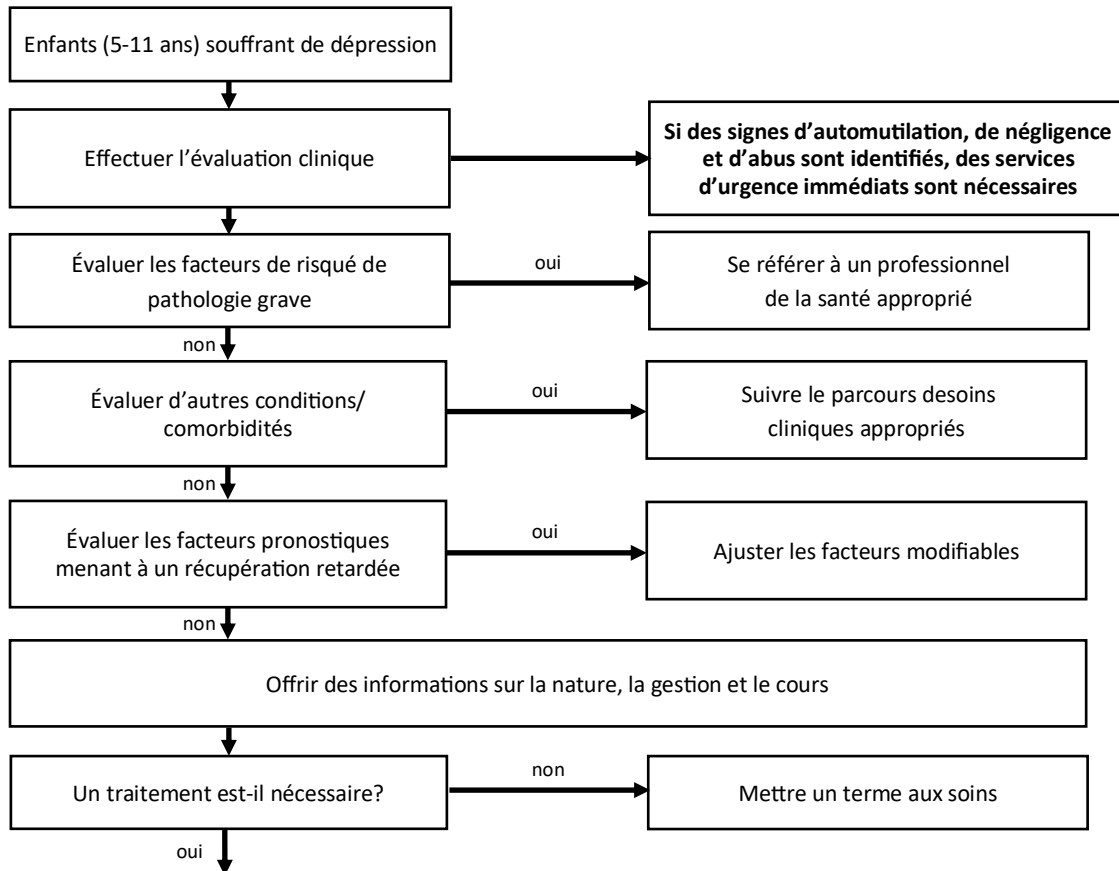 Enfants (5-11 ans) souffrant de dépression
Effectuer l’évaluation clinique
Si des signes d’automutilation, de négligence
et d’abus sont identifiés, des services
d’urgence immédiats sont nécessaires
Évaluer les facteurs de risqué de
pathologie grave
oui
Se référer à un professionnel
de la santé approprié
non
Évaluer d’autres conditions/
comorbidités
oui
Suivre le parcours desoins
cliniques appropriés
non
Évaluer les facteurs pronostiques
menant à un récupération retardée
oui
Ajuster les facteurs modifiables
non
Offrir des informations sur la nature, la gestion et le cours
Un traitement est-il nécessaire?
non
Mettre un terme aux soins
oui